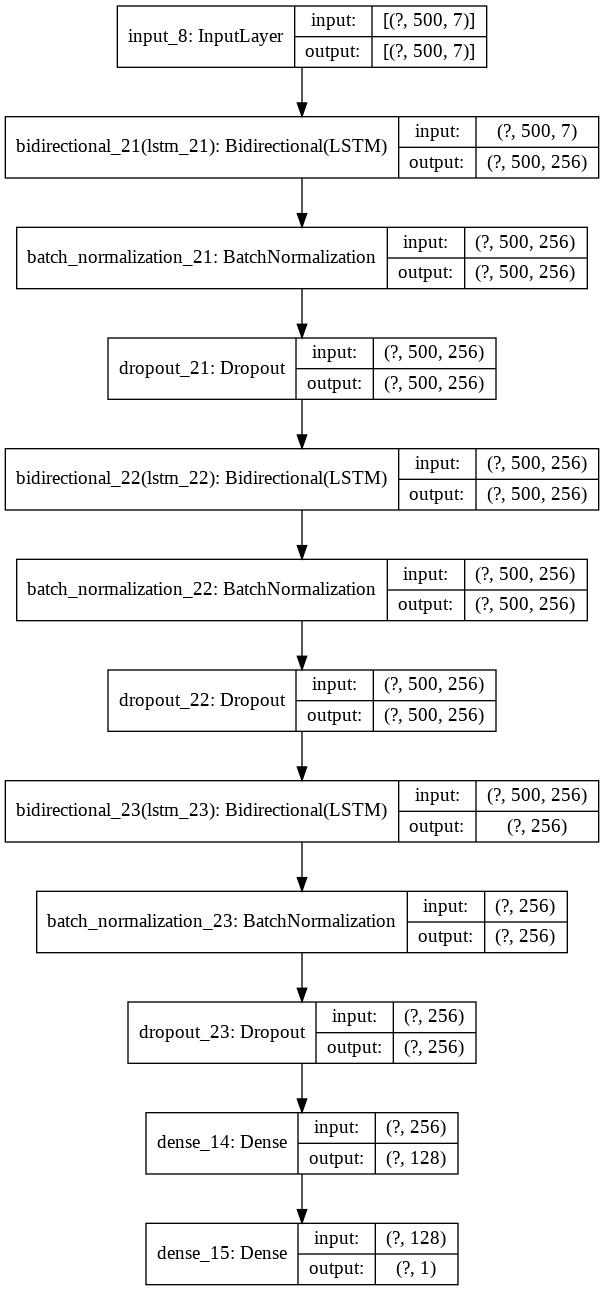 input_8: InputLayer
input: [(?, 500, 7)]
output: [(?, 500, 7)]
bidirectional_21(lstm_21): Bidirectional(LSTM)
input: (?, 500, 7)
output: (?, 500, 256)
batch_normalization_21: BatchNormalization
input: (?, 500, 256)
output: (?, 500, 256)
dropout_21: Dropout
input: (?, 500, 256)
output: (?, 500, 256)
bidirectional_22(lstm_22): Bidirectional(LSTM)
input: (?, 500, 256)
output: (?, 500, 256)
batch_normalization_22: BatchNormalization
input: (?, 500, 256)
output: (?, 500, 256)
dropout_22: Dropout
input: (?, 500, 256)
output: (?, 500, 256)
bidirectional_23(lstm_23): Bidirectional(LSTM)
input: (?, 500, 256)
output: (?, 256)
batch_normalization_23: BatchNormalization
input: (?, 256)
output: (?, 256)
dropout_23: Dropout
input: (?, 256)
output: (?, 256)
dense_14: Dense
input: (?, 256)
output: (?, 128)
dense_15: Dense
input: (?, 128)
output: (?, 1)